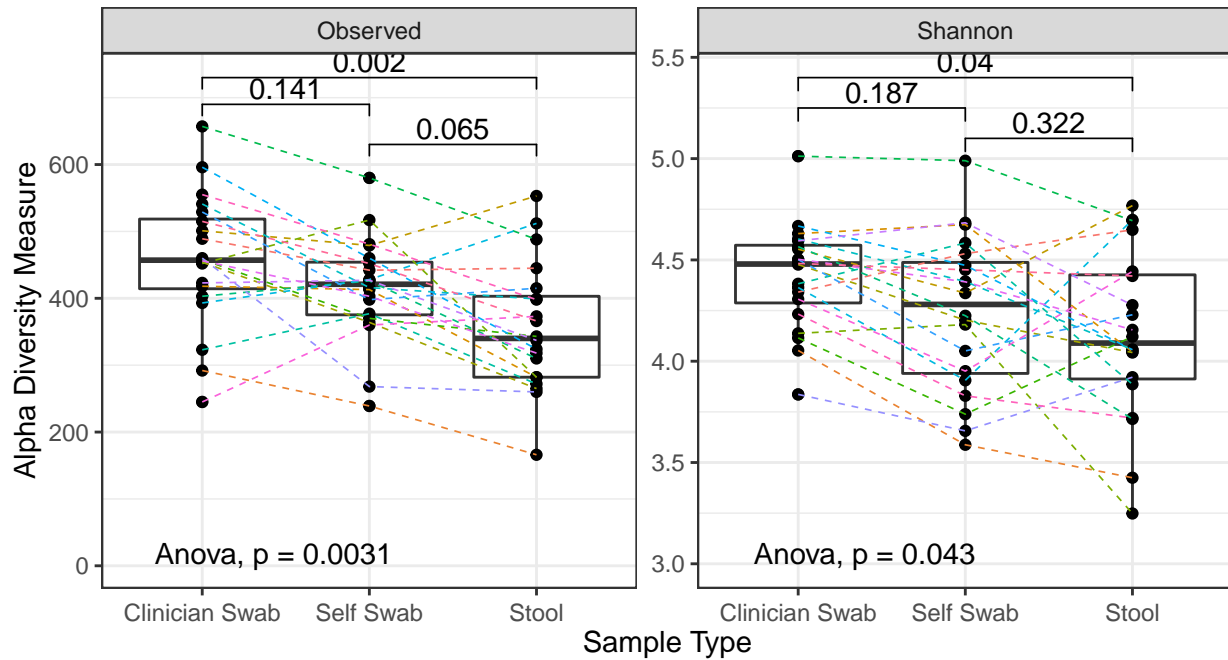 Observed
Shannon
0.002
0.141
0.065
0.04
0.187
0.322
Alpha Diversity Measure
600
400
200
0
5.5
5.0
4.5
4.0
3.5
3.0
Anova, p = 0.0031
Anova, p = 0.043
Clinician Swab Self Swab Stool
Clinician Swab Self Swab Stool
Sample Type